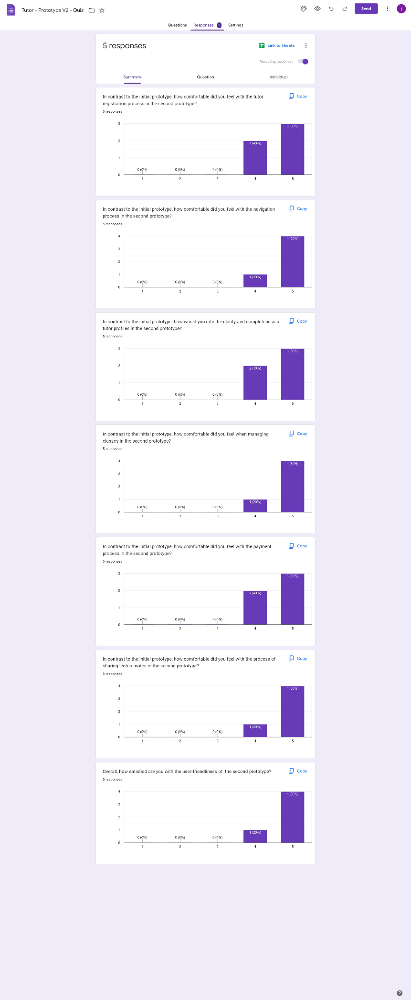 Tutor - Prototype V2 - Quiz
Send
i
Questions
Responses 5
Settings
5 responses
Link to Sheets
Accepting responses
Summary
Question
Individual
In contrast to the initial prototype, how comfortable did you feel with the tutor
registration process in the second prototype?
Copy
5 responses
3
2
1
0
0 (0%)
0 (0%)
0 (0%)
2 (40%)
3 (60%)
1
2
3
4
5
In contrast to the initial prototype, how comfortable did you feel with the navigation
process in the second prototype?
Copy
5 responses
4
3
2
1
0
0 (0%)
0 (0%)
0 (0%)
1 (20%)
4 (80%)
1
2
3
4
5
In contrast to the initial prototype, how would you rate the clarity and completeness of
tutor profiles in the second prototype?
Copy
5 responses
3
2
1
0
0 (0%)
0 (0%)
0 (0%)
2 (40%)
3 (60%)
1
2
3
4
5
In contrast to the initial prototype, how comfortable did you feel when managing
classes in the second prototype?
Copy
5 responses
4
3
2
1
0
0 (0%)
0 (0%)
0 (0%)
1 (20%)
4 (80%)
1
2
3
4
5
In contrast to the initial prototype, how comfortable did you feel with the payment
process in the second prototype?
Copy
5 responses
3
2
1
0
0 (0%)
0 (0%)
0 (0%)
2 (40%)
3 (60%)
1
2
3
4
5
In contrast to the initial prototype, how comfortable did you feel with the process of
sharing lecture notes in the second prototype?
Copy
5 responses
4
3
2
1
0
0 (0%)
0 (0%)
0 (0%)
1 (20%)
4 (80%)
1
2
3
4
5
Overall, how satisfied are you with the user-friendliness of  the second prototype?
Copy
5 responses
4
3
2
1
0
0 (0%)
0 (0%)
0 (0%)
1 (20%)
4 (80%)
1
2
3
4
5